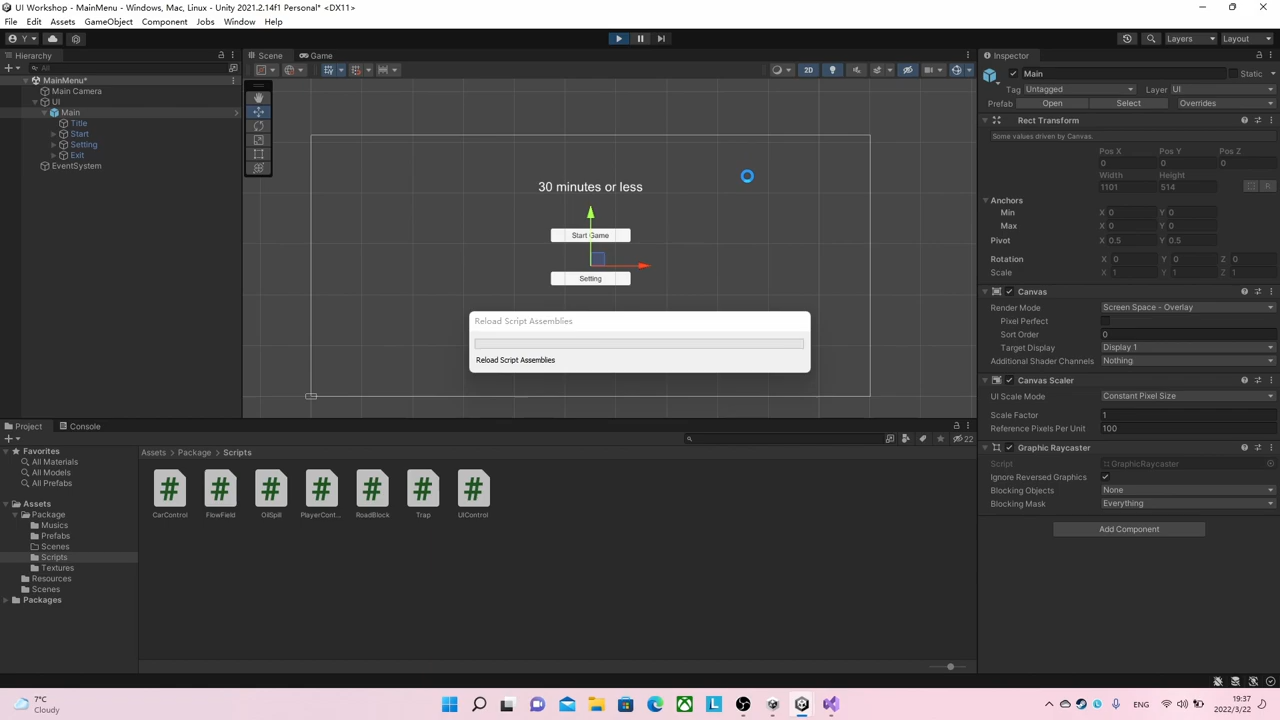 UI Workshop - MainMenu - Windows, Mac, Linux - Unity 2021.2.14f1 Personal* <DX11>
File Edit Assets GameObject Component Jobs Window Help
Y Layers Layout
Hierarchy
All
MainMenu*
Main Camera
UI
Main
Title
Start
Setting
Exit
EventSystem
Scene Game
2D
30 minutes or less
Start Game
Setting
Reload Script Assemblies
Reload Script Assemblies
Inspector
Main Static
Tag Untagged Layer UI
Prefab Open Select Overrides
Rect Transform
Some values driven by Canvas.
Pos X Pos Y Pos Z
0 0 0
Width Height
1101 514 R
Anchors
Min X 0 Y 0
Max X 0 Y 0
Pivot X 0.5 Y 0.5
Rotation X 0 Y 0 Z 0
Scale X 1 Y 1 Z 1
Canvas
Render Mode Screen Space - Overlay
Pixel Perfect
Sort Order 0
Target Display Display 1
Additional Shader Channels Nothing
Canvas Scaler
UI Scale Mode Constant Pixel Size
Scale Factor 1
Reference Pixels Per Unit 100
Graphic Raycaster
Script GraphicRaycaster
Ignore Reversed Graphics
Blocking Objects None
Blocking Mask Everything
Add Component
Project Console
22
Favorites
All Materials
All Models
All Prefabs
Assets
Package
Musics
Prefabs
Scenes
Scripts
Textures
Resources
Scenes
Packages
Assets Package Scripts
# # # # # # #
CarControl FlowField OilSpill PlayerCont... RoadBlock Trap UIControl
7°C
Cloudy
L
ENG
19:37
2022/3/22